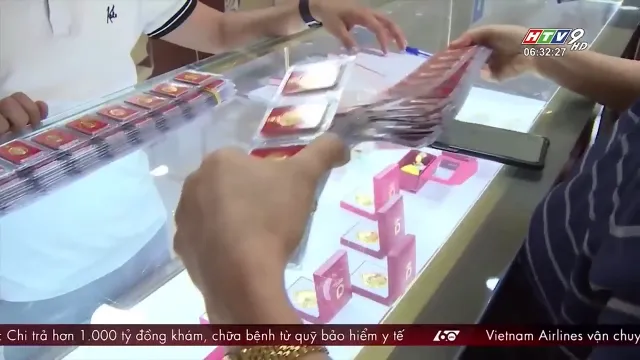 HTV9 HD
06:32:27
: Chi trả hơn 1.000 tỷ đồng khám, chữa bệnh từ quỹ bảo hiểm y tế 60 Vietnam Airlines vận chuy